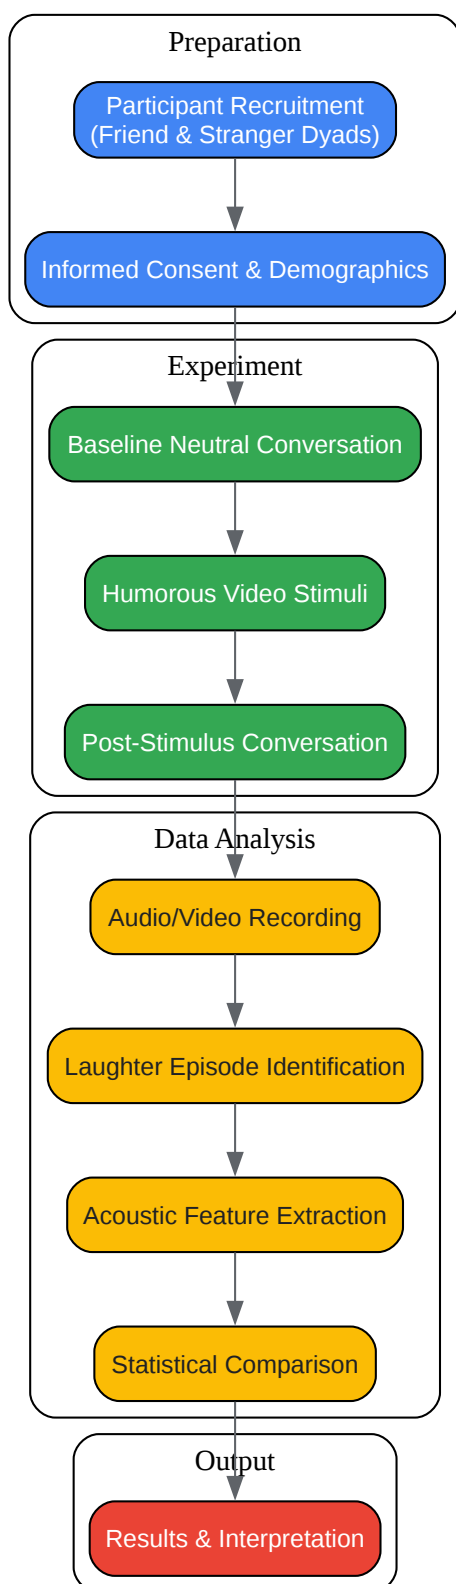 Preparation
Participant Recruitment
(Friend & Stranger Dyads)
Informed Consent & Demographics
Experiment
Baseline Neutral Conversation
Humorous Video Stimuli
Post-Stimulus Conversation
Data Analysis
Audio/Video Recording
Laughter Episode Identification
Acoustic Feature Extraction
Statistical Comparison
Output
Results & Interpretation